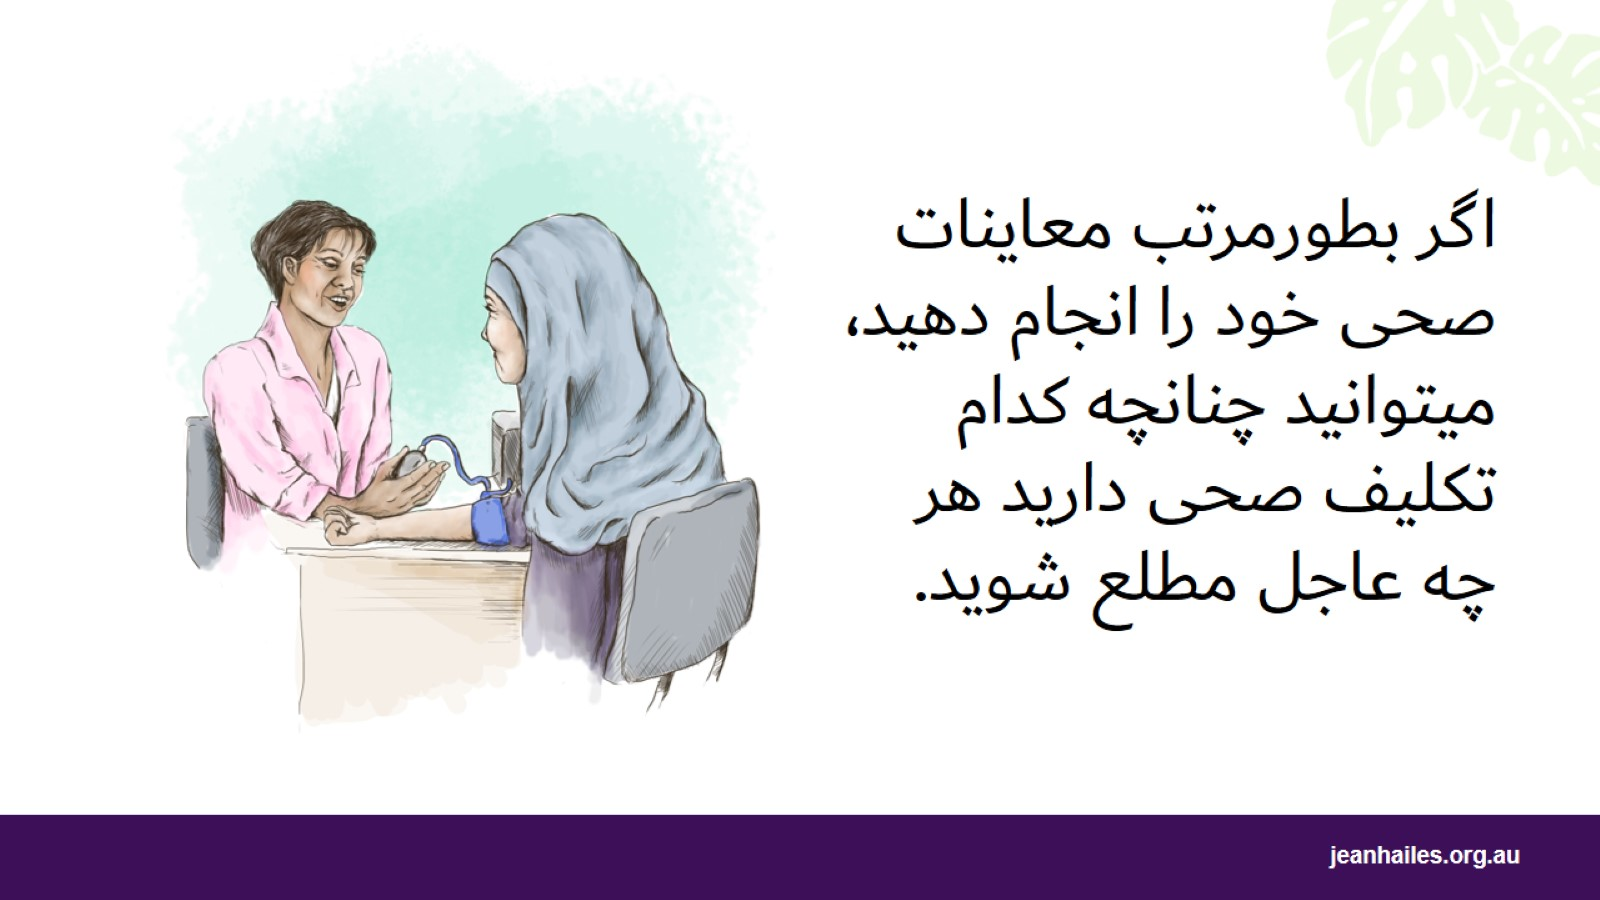 اگر بطورمرتب معاینات
صحی خود را انجام دهید،
میتوانید چنانچه کدام
تکلیف صحی دارید هر
چه عاجل مطلع شوید.
jeanhailes.org.au